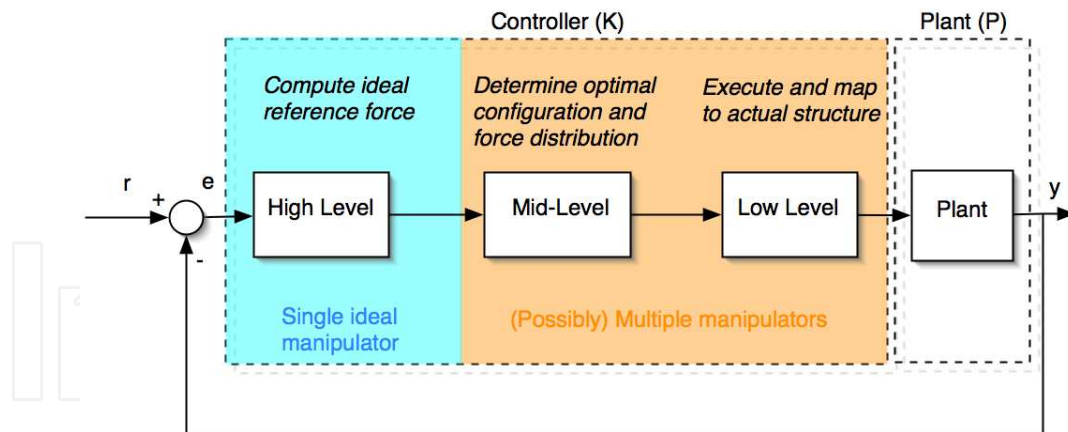 Controller (K)
Plant (P)
Compute ideal
reference force
Determine optimal
configuration and
force distribution
Execute and map
to actual structure
r
+
-
e
High Level
Mid-Level
Low Level
Plant
y
Single ideal
manipulator
(Possibly) Multiple manipulators